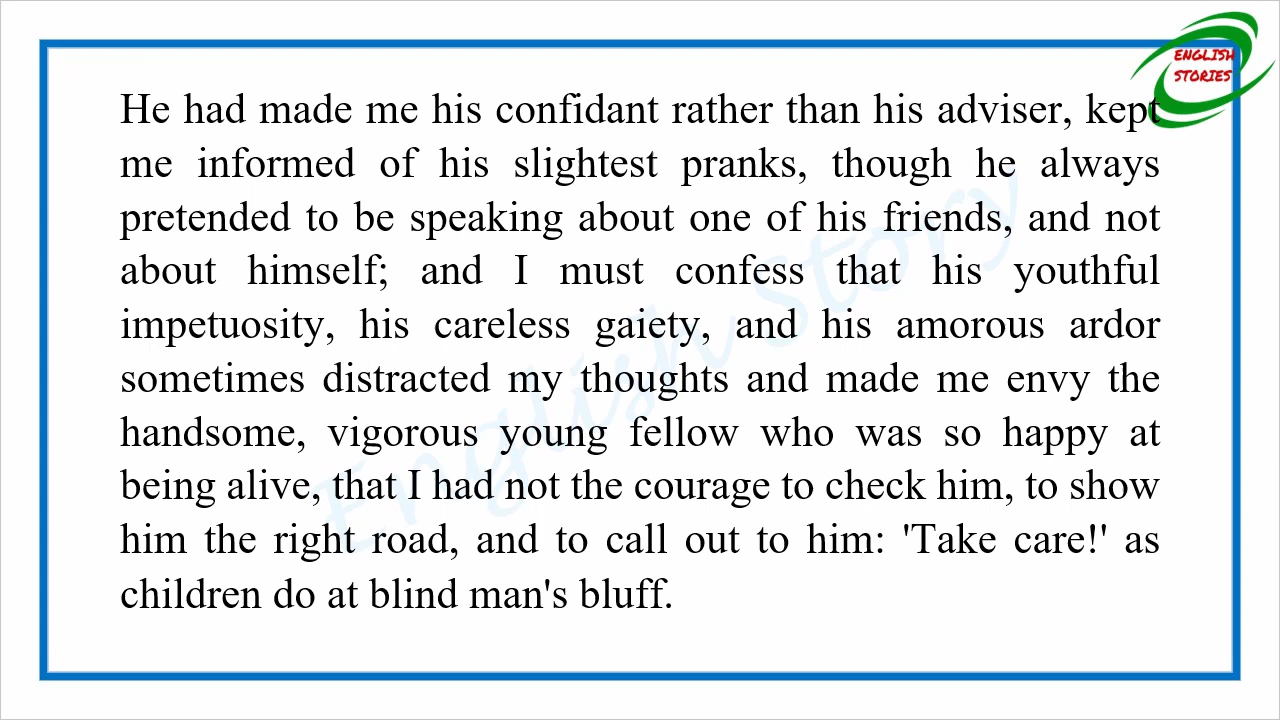 ENGLISH
STORIES
He had made me his confidant rather than his adviser, kept
me informed of his slightest pranks, though he always
pretended to be speaking about one of his friends, and not
about himself; and I must confess that his youthful
impetuosity, his careless gaiety, and his amorous ardor
sometimes distracted my thoughts and made me envy the
handsome, vigorous young fellow who was so happy at
being alive, that I had not the courage to check him, to show
him the right road, and to call out to him: 'Take care!' as
children do at blind man's bluff.
English Story